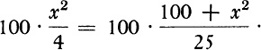 100 · x²/4 = 100 · (100 + x²)/25 .